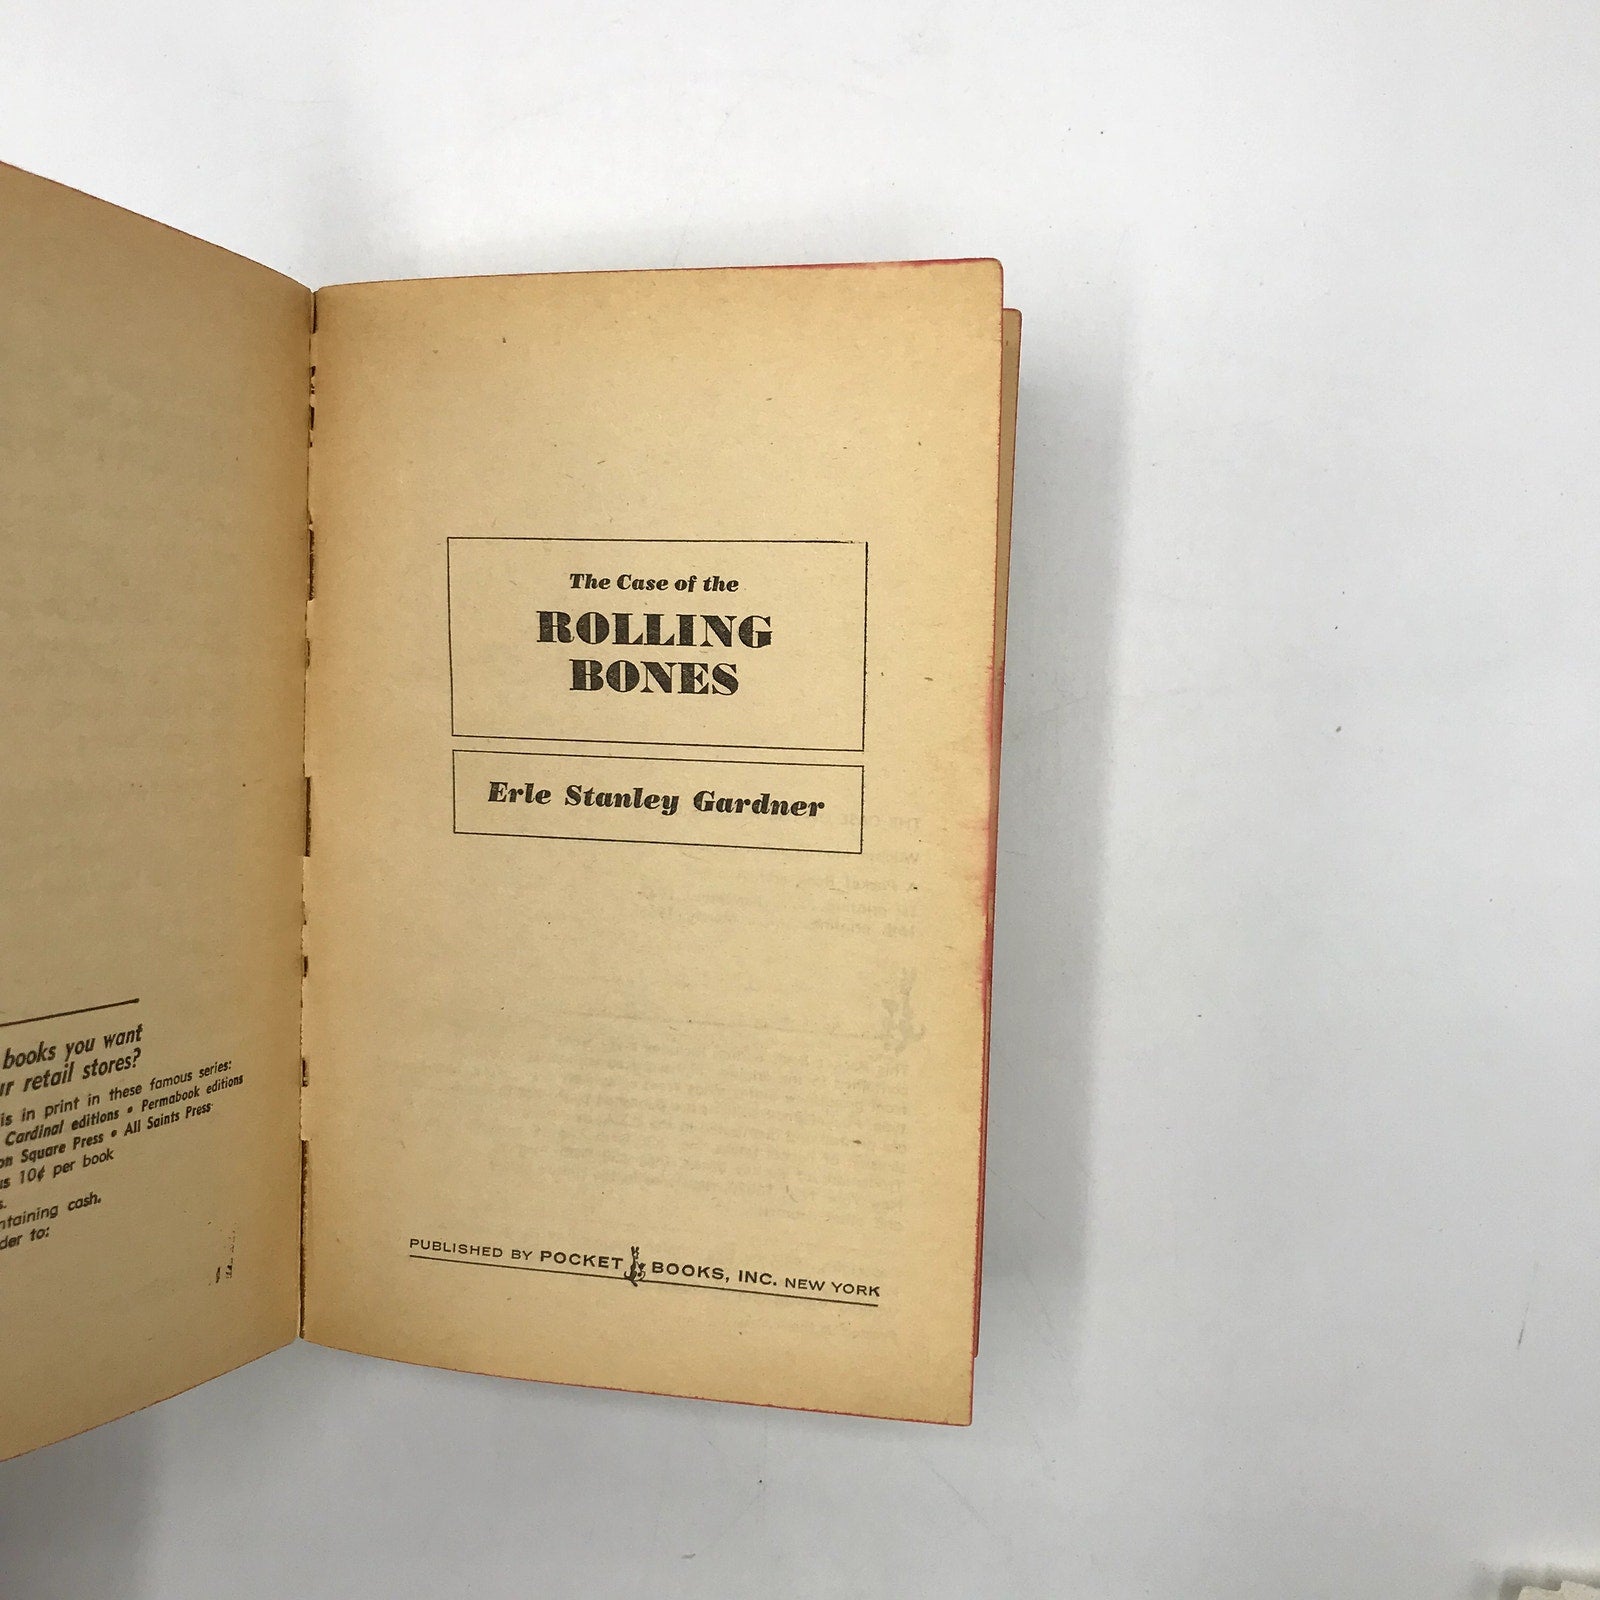 books you want
ur retail stores?
is in print in these famous series:
Cardinal editions • Permabook editions
on Square Press • All Saints Press
us 10¢ per book
s.
ntaining cash.
der to:
The Case of the
ROLLING
BONES
Erle Stanley Gardner
PUBLISHED BY POCKET BOOKS, INC. NEW YORK